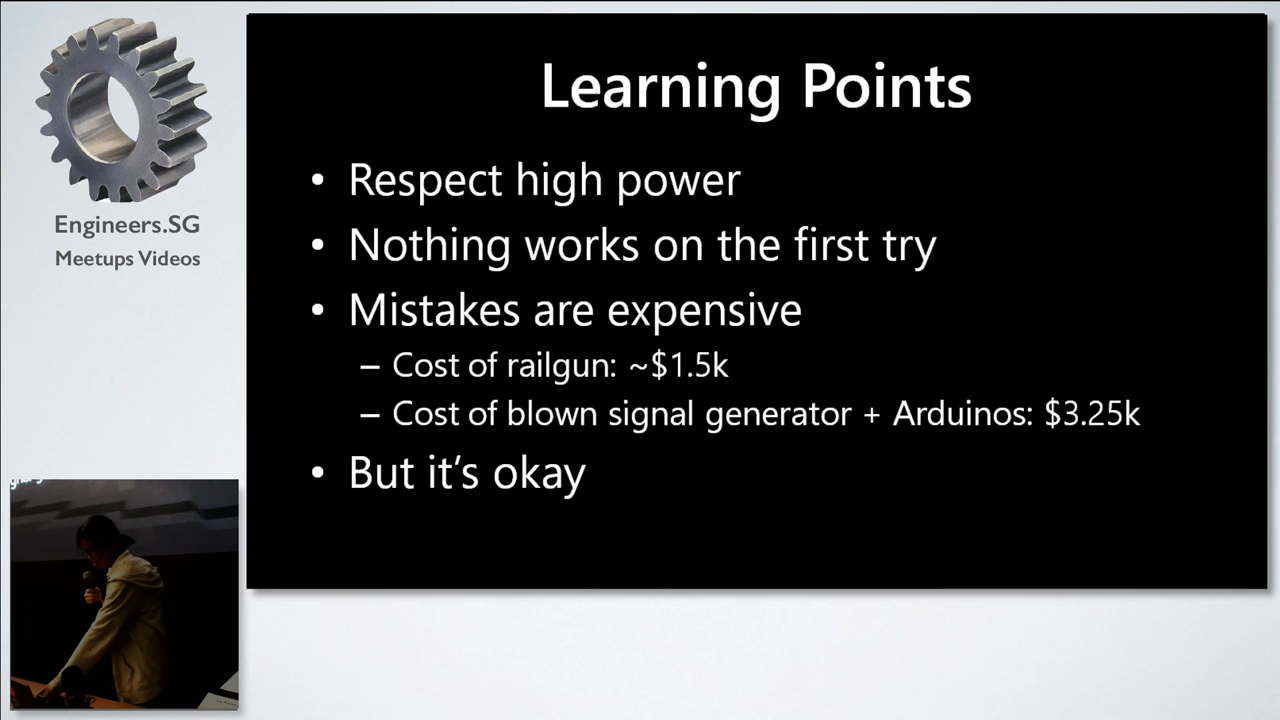 Learning Points
• Respect high power
• Nothing works on the first try
• Mistakes are expensive
– Cost of railgun: ~$1.5k
– Cost of blown signal generator + Arduinos: $3.25k
• But it's okay
Engineers.SG
Meetups Videos